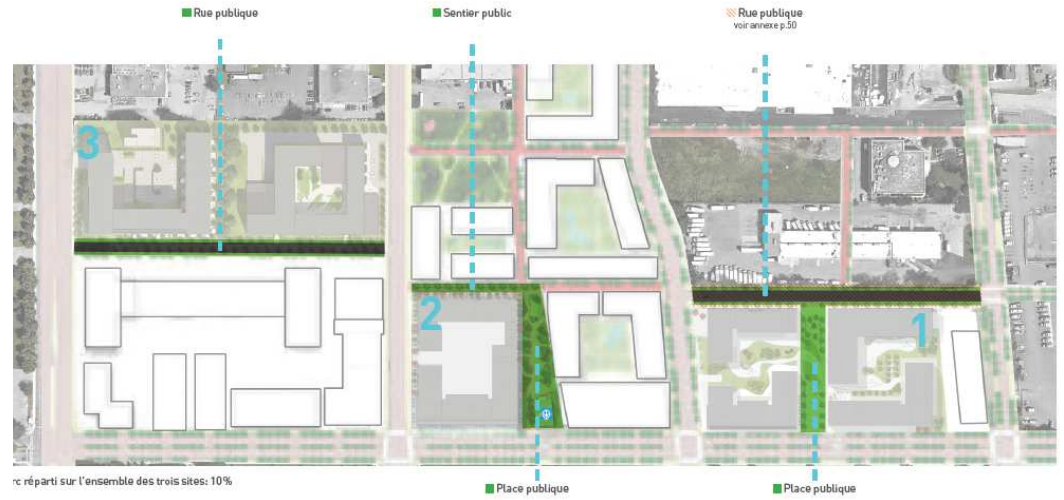 Rue publique
Sentier public
Rue publique
voir annexe p.50
3
2
1
rc réparti sur l'ensemble des trois sites: 10%
Place publique
Place publique